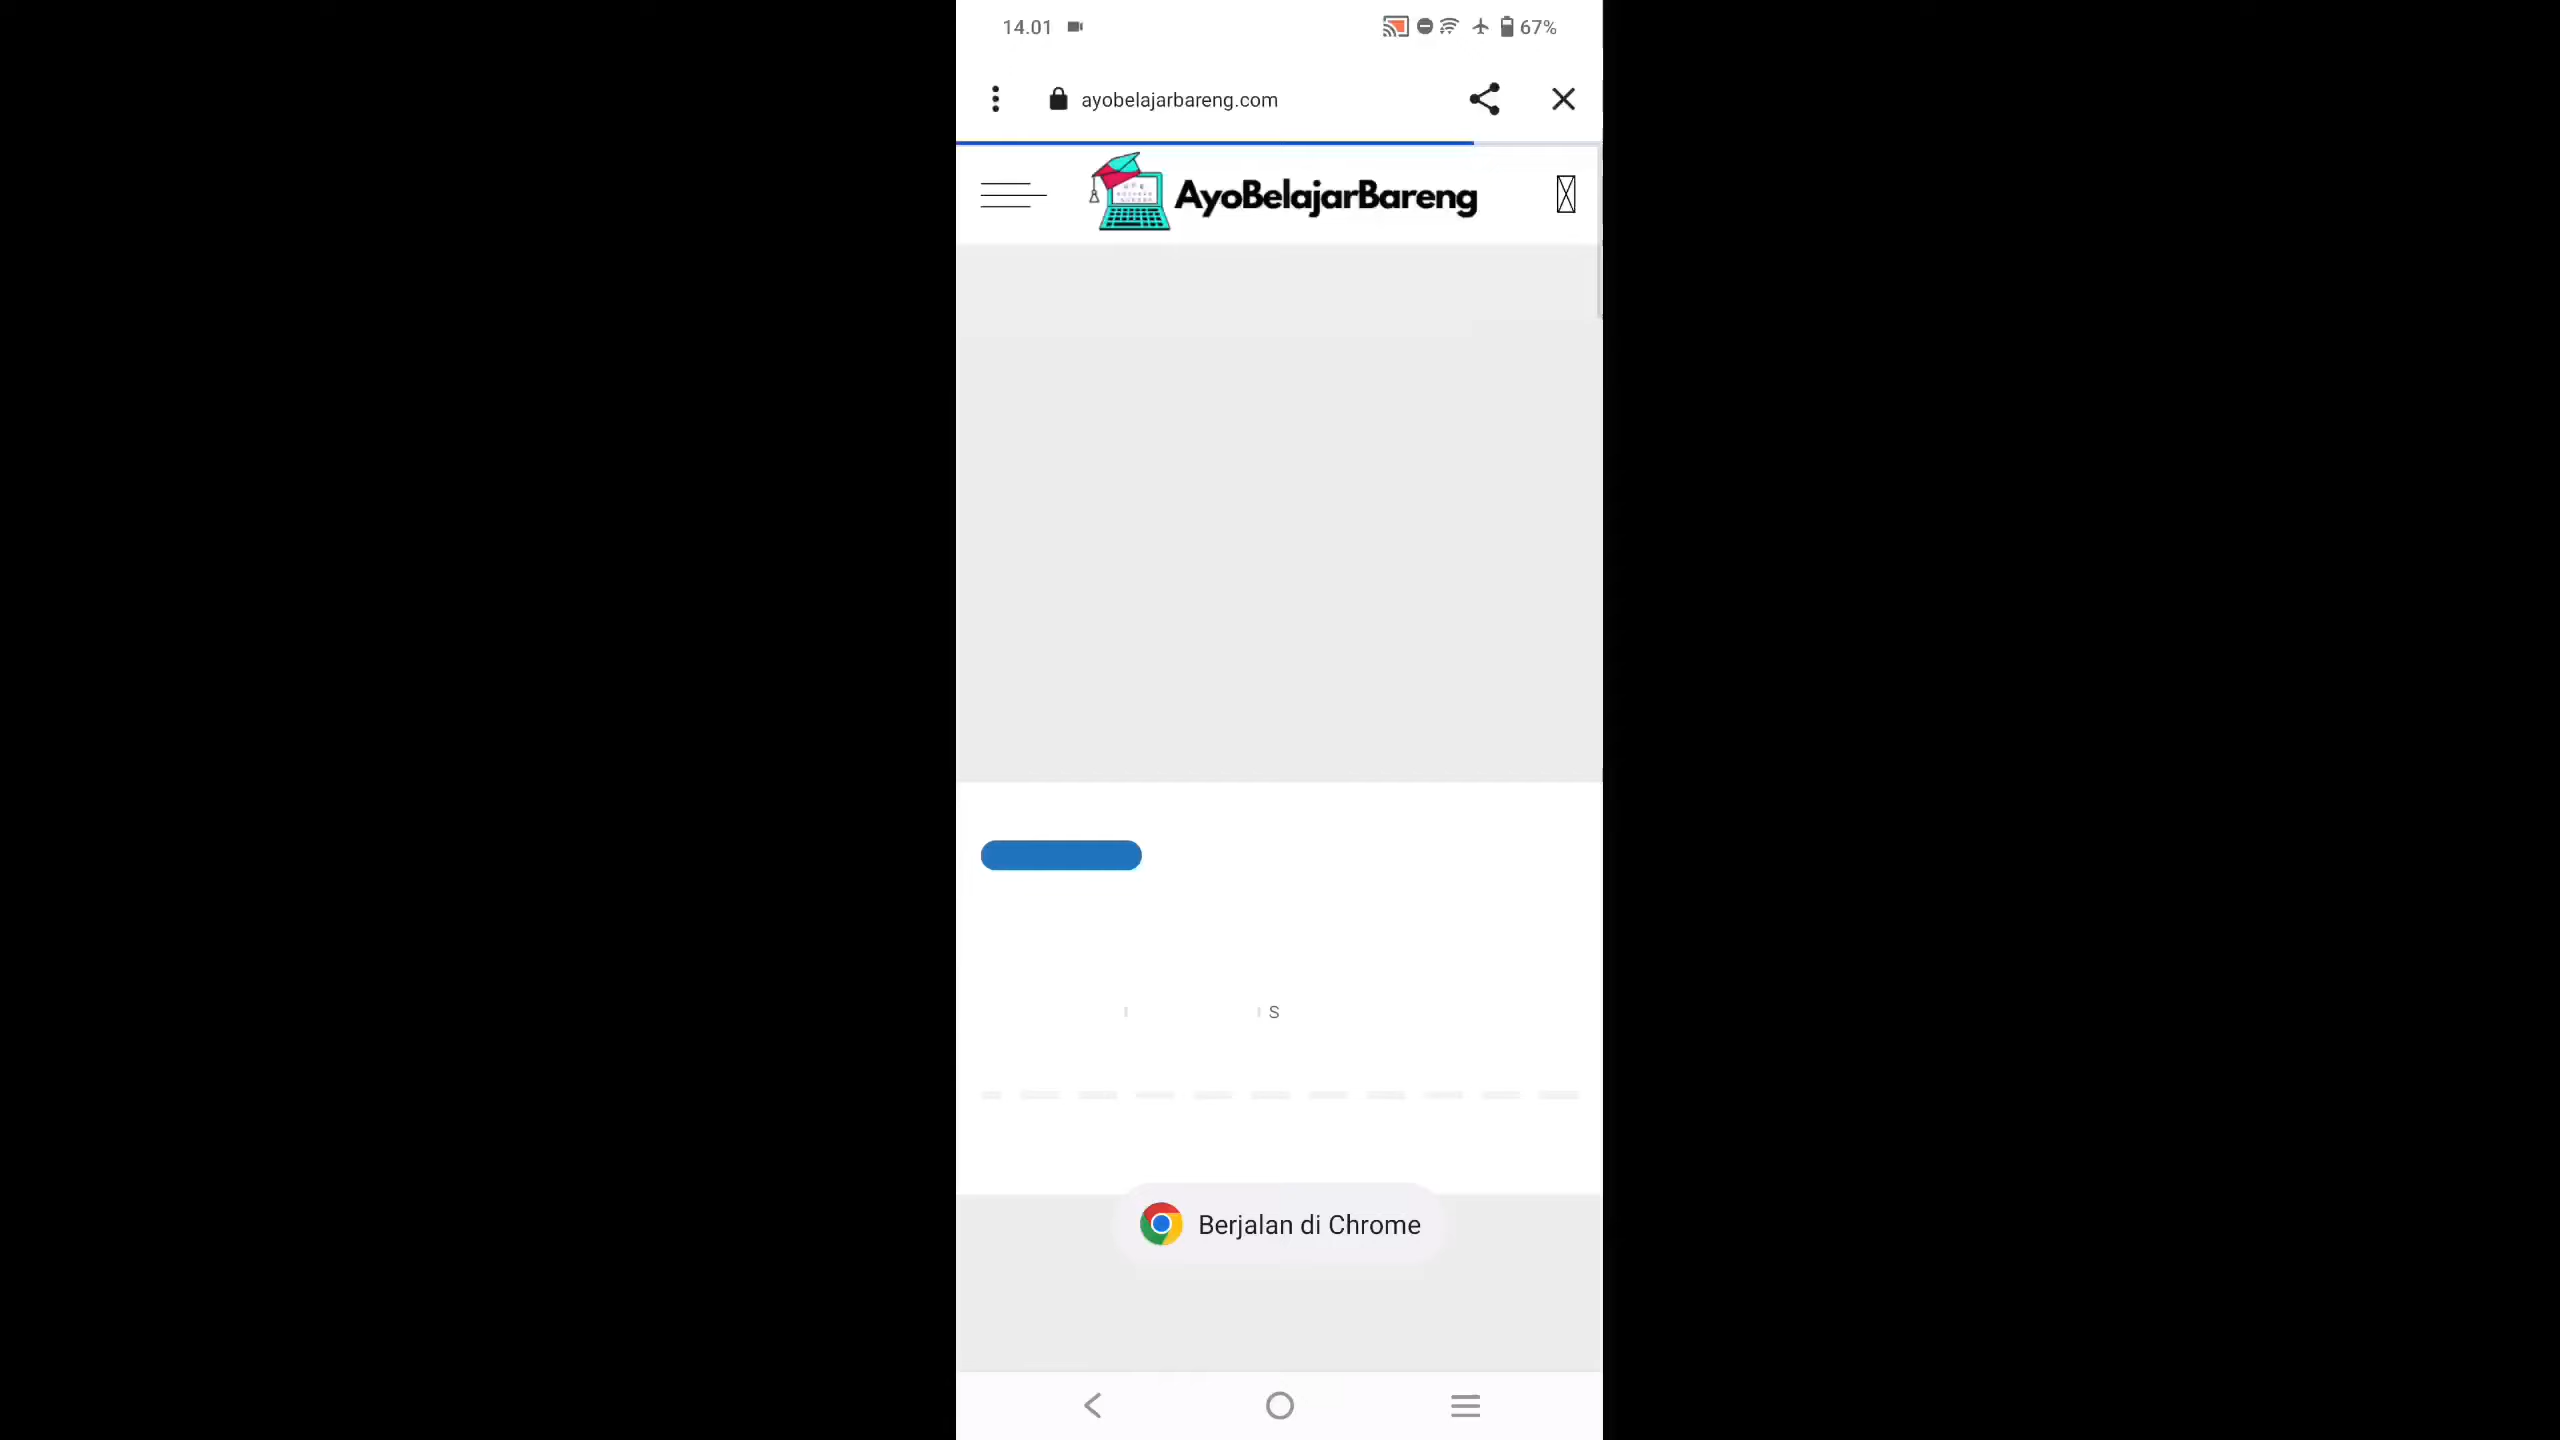 14.01
67%
ayobelajarbareng.com
AyoBelajarBareng
S
Berjalan di Chrome